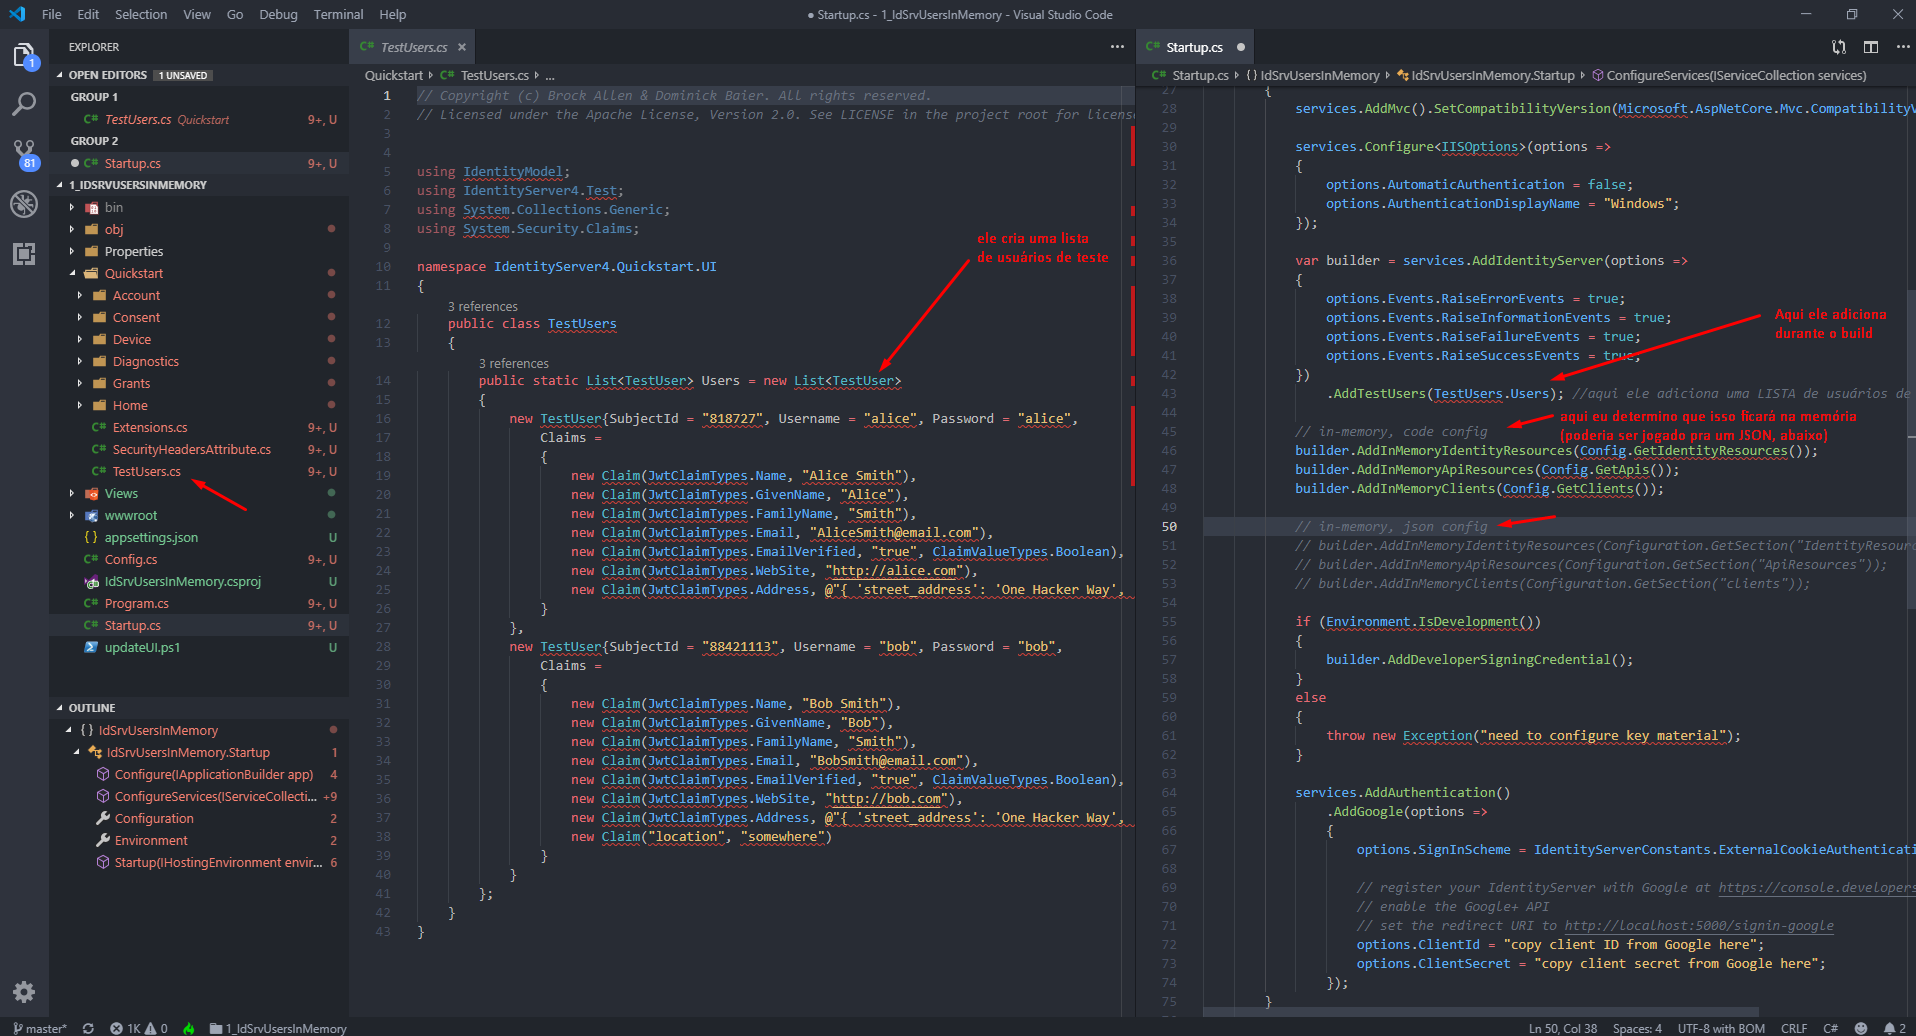 File Edit Selection View Go Debug Terminal Help
● Startup.cs - 1_IdSrvUsersInMemory - Visual Studio Code
1
81
EXPLORER
OPEN EDITORS 1 UNSAVED
GROUP 1
C# TestUsers.cs Quickstart 9+, U
GROUP 2
● C# Startup.cs 9+, U
1_IDSRVUSERSINMEMORY
bin
obj
Properties
Quickstart
Account
Consent
Device
Diagnostics
Grants
Home
C# Extensions.cs 9+, U
C# SecurityHeadersAttribute.cs 9+, U
C# TestUsers.cs 9+, U
Views
wwwroot
{ } appsettings.json U
C# Config.cs 9+, U
IdSrvUsersInMemory.csproj U
C# Program.cs 9+, U
C# Startup.cs 9+, U
updateUI.ps1 U
OUTLINE
{ } IdSrvUsersInMemory
IdSrvUsersInMemory.Startup 1
Configure(IApplicationBuilder app) 4
ConfigureServices(IServiceCollecti... +9
Configuration 2
Environment 2
Startup(IHostingEnvironment envir... 6
C# TestUsers.cs ×
Quickstart C# TestUsers.cs ...
1 // Copyright (c) Brock Allen & Dominick Baier. All rights reserved.
2 // Licensed under the Apache License, Version 2.0. See LICENSE in the project root for license
3
4
5 using IdentityModel;
6 using IdentityServer4.Test;
7 using System.Collections.Generic;
8 using System.Security.Claims;
9
10 namespace IdentityServer4.Quickstart.UI
11 {
3 references
12 public class TestUsers
13 {
3 references
14 public static List<TestUser> Users = new List<TestUser>
15 {
16 new TestUser{SubjectId = "818727", Username = "alice", Password = "alice",
17 Claims =
18 {
19 new Claim(JwtClaimTypes.Name, "Alice Smith"),
20 new Claim(JwtClaimTypes.GivenName, "Alice"),
21 new Claim(JwtClaimTypes.FamilyName, "Smith"),
22 new Claim(JwtClaimTypes.Email, "AliceSmith@email.com"),
23 new Claim(JwtClaimTypes.EmailVerified, "true", ClaimValueTypes.Boolean),
24 new Claim(JwtClaimTypes.WebSite, "http://alice.com"),
25 new Claim(JwtClaimTypes.Address, @"{ 'street_address': 'One Hacker Way',
26 }
27 },
28 new TestUser{SubjectId = "88421113", Username = "bob", Password = "bob",
29 Claims =
30 {
31 new Claim(JwtClaimTypes.Name, "Bob Smith"),
32 new Claim(JwtClaimTypes.GivenName, "Bob"),
33 new Claim(JwtClaimTypes.FamilyName, "Smith"),
34 new Claim(JwtClaimTypes.Email, "BobSmith@email.com"),
35 new Claim(JwtClaimTypes.EmailVerified, "true", ClaimValueTypes.Boolean),
36 new Claim(JwtClaimTypes.WebSite, "http://bob.com"),
37 new Claim(JwtClaimTypes.Address, @"{ 'street_address': 'One Hacker Way',
38 new Claim("location", "somewhere")
39 }
40 }
41 };
42 }
43 }
ele cria uma lista
de usuários de teste
C# Startup.cs ●
C# Startup.cs { } IdSrvUsersInMemory IdSrvUsersInMemory.Startup ConfigureServices(IServiceCollection services)
27 {
28 services.AddMvc().SetCompatibilityVersion(Microsoft.AspNetCore.Mvc.CompatibilityV
29
30 services.Configure<IISOptions>(options =>
31 {
32 options.AutomaticAuthentication = false;
33 options.AuthenticationDisplayName = "Windows";
34 });
35
36 var builder = services.AddIdentityServer(options =>
37 {
38 options.Events.RaiseErrorEvents = true;
39 options.Events.RaiseInformationEvents = true;
40 options.Events.RaiseFailureEvents = true;
41 options.Events.RaiseSuccessEvents = true;
42 })
43 .AddTestUsers(TestUsers.Users); //aqui ele adiciona uma LISTA de usuários de
44
45 // in-memory, code config
46 builder.AddInMemoryIdentityResources(Config.GetIdentityResources());
47 builder.AddInMemoryApiResources(Config.GetApis());
48 builder.AddInMemoryClients(Config.GetClients());
49
50 // in-memory, json config
51 // builder.AddInMemoryIdentityResources(Configuration.GetSection("IdentityResour
52 // builder.AddInMemoryApiResources(Configuration.GetSection("ApiResources"));
53 // builder.AddInMemoryClients(Configuration.GetSection("clients"));
54
55 if (Environment.IsDevelopment())
56 {
57 builder.AddDeveloperSigningCredential();
58 }
59 else
60 {
61 throw new Exception("need to configure key material");
62 }
63
64 services.AddAuthentication()
65 .AddGoogle(options =>
66 {
67 options.SignInScheme = IdentityServerConstants.ExternalCookieAuthenticati
68
69 // register your IdentityServer with Google at https://console.developers
70 // enable the Google+ API
71 // set the redirect URI to http://localhost:5000/signin-google
72 options.ClientId = "copy client ID from Google here";
73 options.ClientSecret = "copy client secret from Google here";
74 });
75 }
Aqui ele adiciona
durante o build
aqui eu determino que isso ficará na memória
(poderia ser jogado pra um JSON, abaixo)
master* 1K 0 1_IdSrvUsersInMemory
Ln 50, Col 38 Spaces: 4 UTF-8 with BOM CRLF C# 2